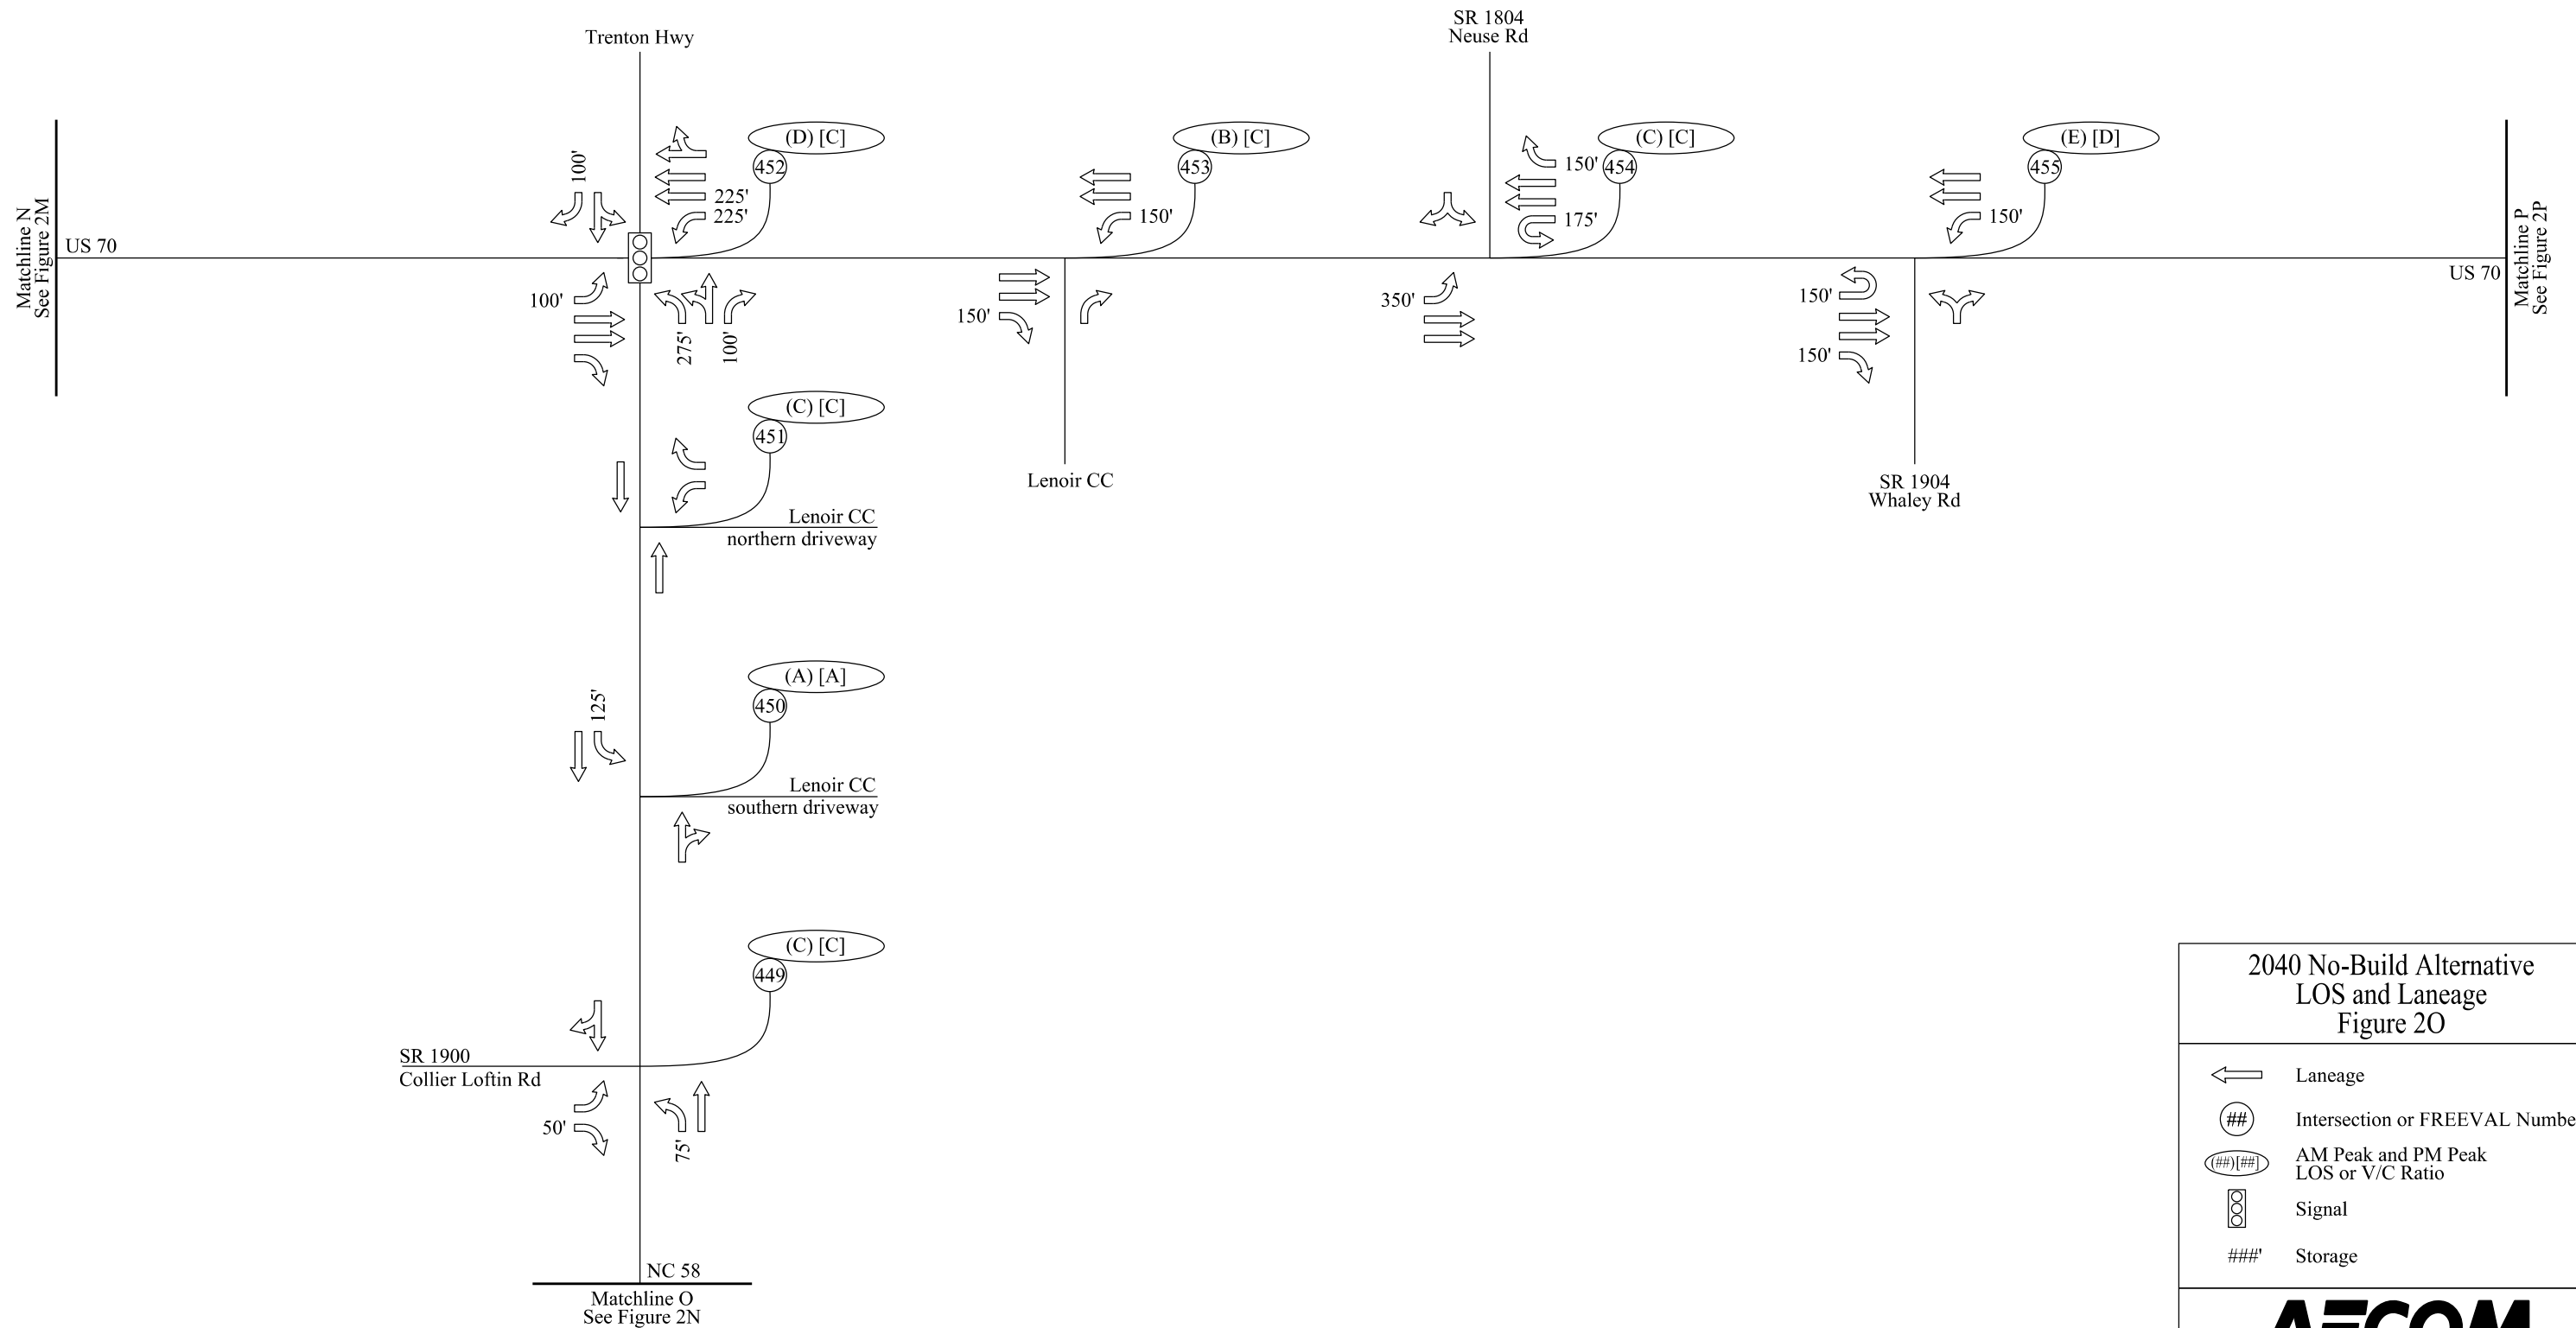 Trenton Hwy
SR 1804
Neuse Rd
Matchline N
See Figure 2M
US 70
100'
(D) [C]
452
225'
225'
100'
275'
100'
(B) [C]
453
150'
150'
Lenoir CC
(C) [C]
454
150'
175'
350'
(E) [D]
455
150'
150'
150'
SR 1904
Whaley Rd
US 70
Matchline P
See Figure 2P
(C) [C]
451
Lenoir CC
northern driveway
(A) [A]
450
125'
Lenoir CC
southern driveway
(C) [C]
449
SR 1900
Collier Loftin Rd
50'
75'
NC 58
Matchline O
See Figure 2N
2040 No-Build Alternative
LOS and Laneage
Figure 2O
Laneage
##
Intersection or FREEVAL Numbe
(##)[##]
AM Peak and PM Peak
LOS or V/C Ratio
Signal
###'
Storage
AECOM